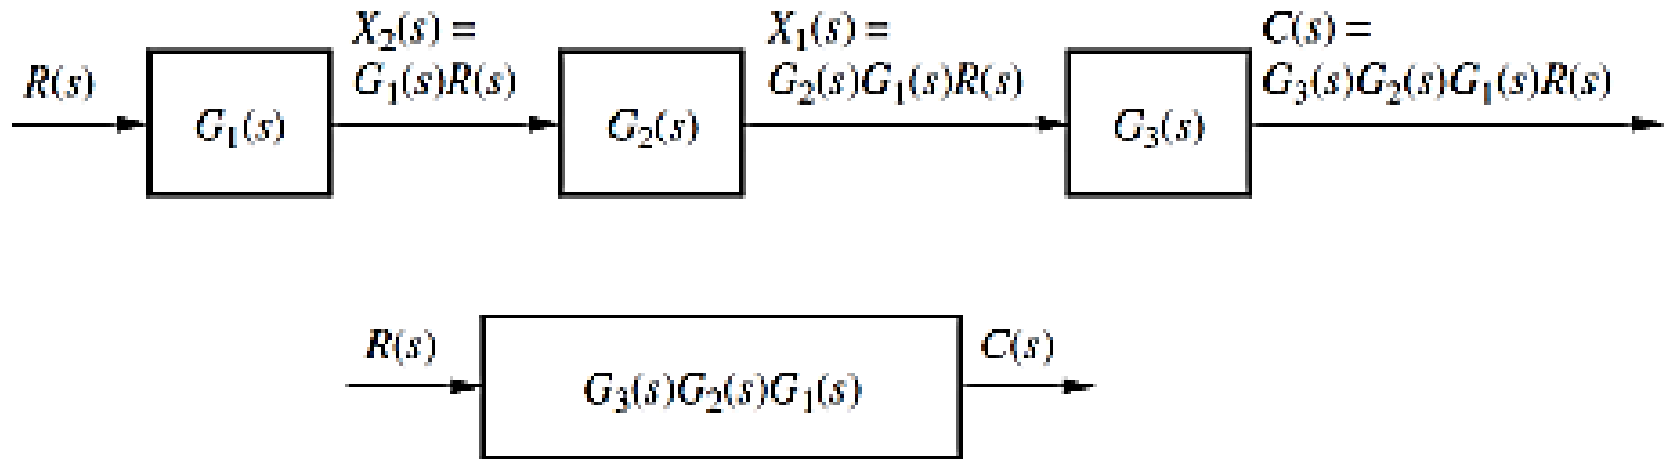 X₂(s) =
X₁(s) =
C(s) =
R(s)
G₁(s)R(s)
G₂(s)G₁(s)R(s)
G₃(s)G₂(s)G₁(s)R(s)
G₁(s)
G₂(s)
G₃(s)
R(s)
C(s)
G₃(s)G₂(s)G₁(s)